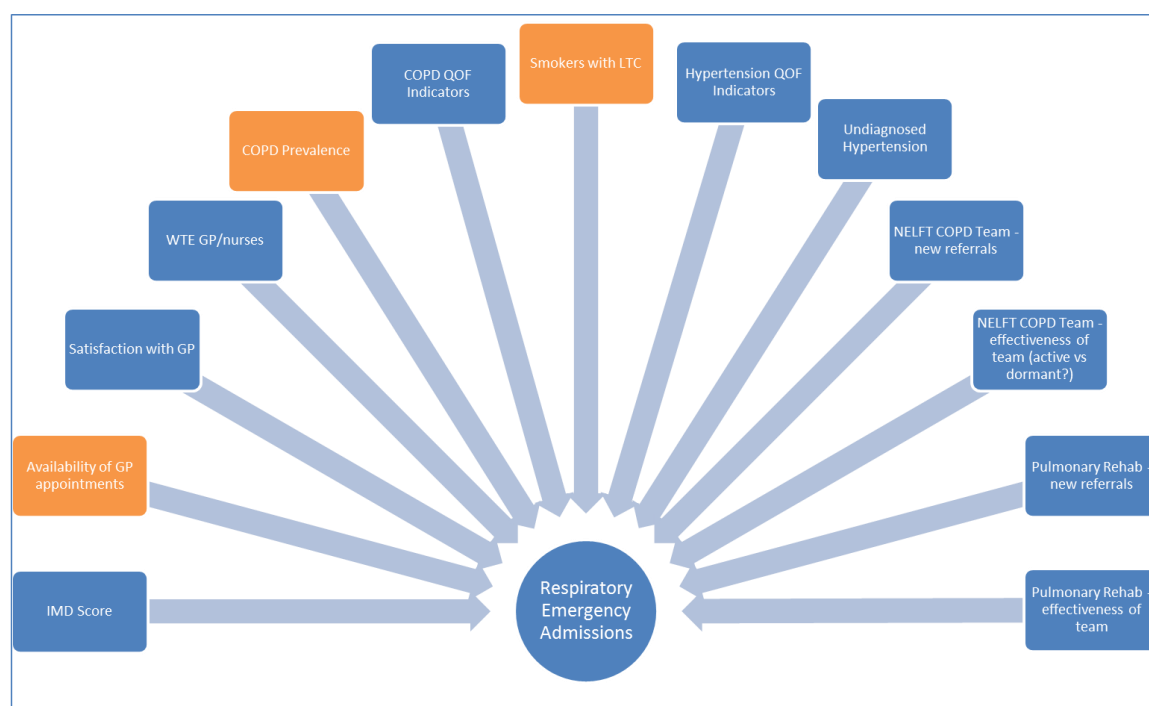 Smokers with LTC
COPD QOF
Indicators
Hypertension QOF
Indicators
COPD Prevalence
Undiagnosed
Hypertension
WTE GP/nurses
NELFT COPD Team -
new referrals
Satisfaction with GP
NELFT COPD Team -
effectiveness of
team (active vs
dormant?)
Availability of GP
appointments
Pulmonary Rehab -
new referrals
IMD Score
Respiratory
Emergency
Admissions
Pulmonary Rehab -
effectiveness of
team